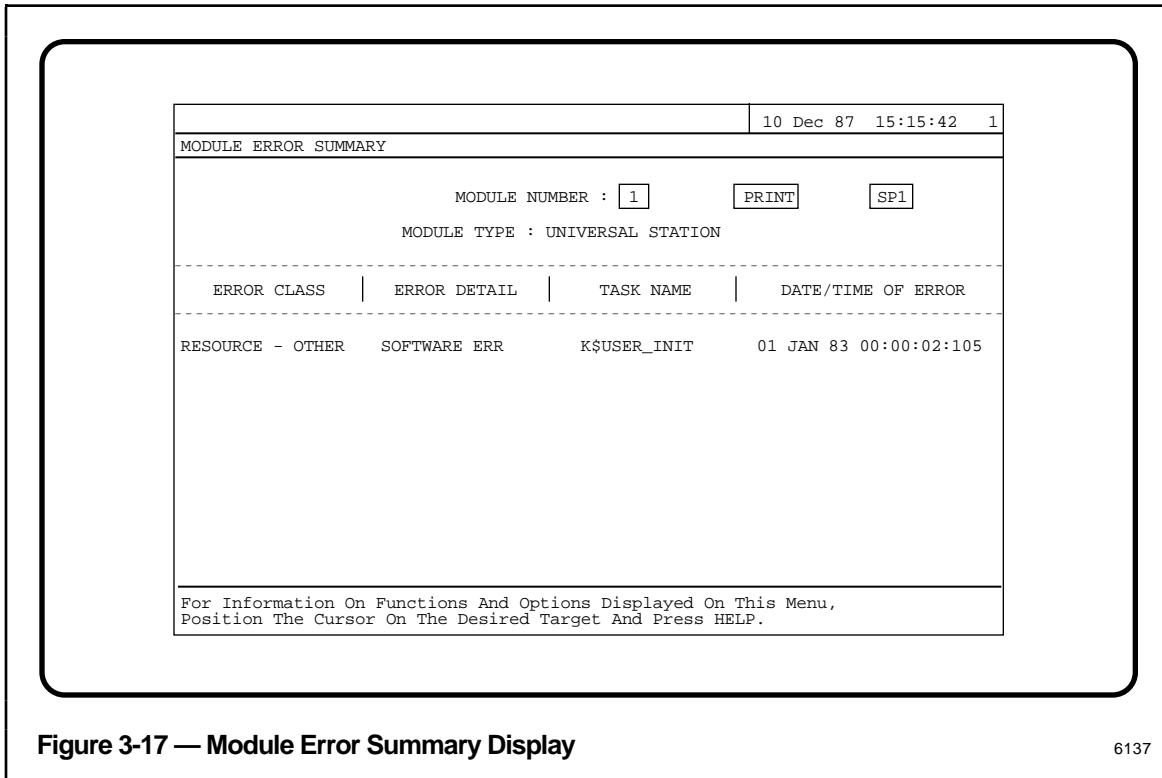 10 Dec 87 15:15:42 1
MODULE ERROR SUMMARY
MODULE NUMBER : 1 PRINT SP1
MODULE TYPE : UNIVERSAL STATION
ERROR CLASS ERROR DETAIL TASK NAME DATE/TIME OF ERROR
RESOURCE - OTHER SOFTWARE ERR K$USER_INIT 01 JAN 83 00:00:02:105
For Information On Functions And Options Displayed On This Menu,
Position The Cursor On The Desired Target And Press HELP.
Figure 3-17 — Module Error Summary Display 6137